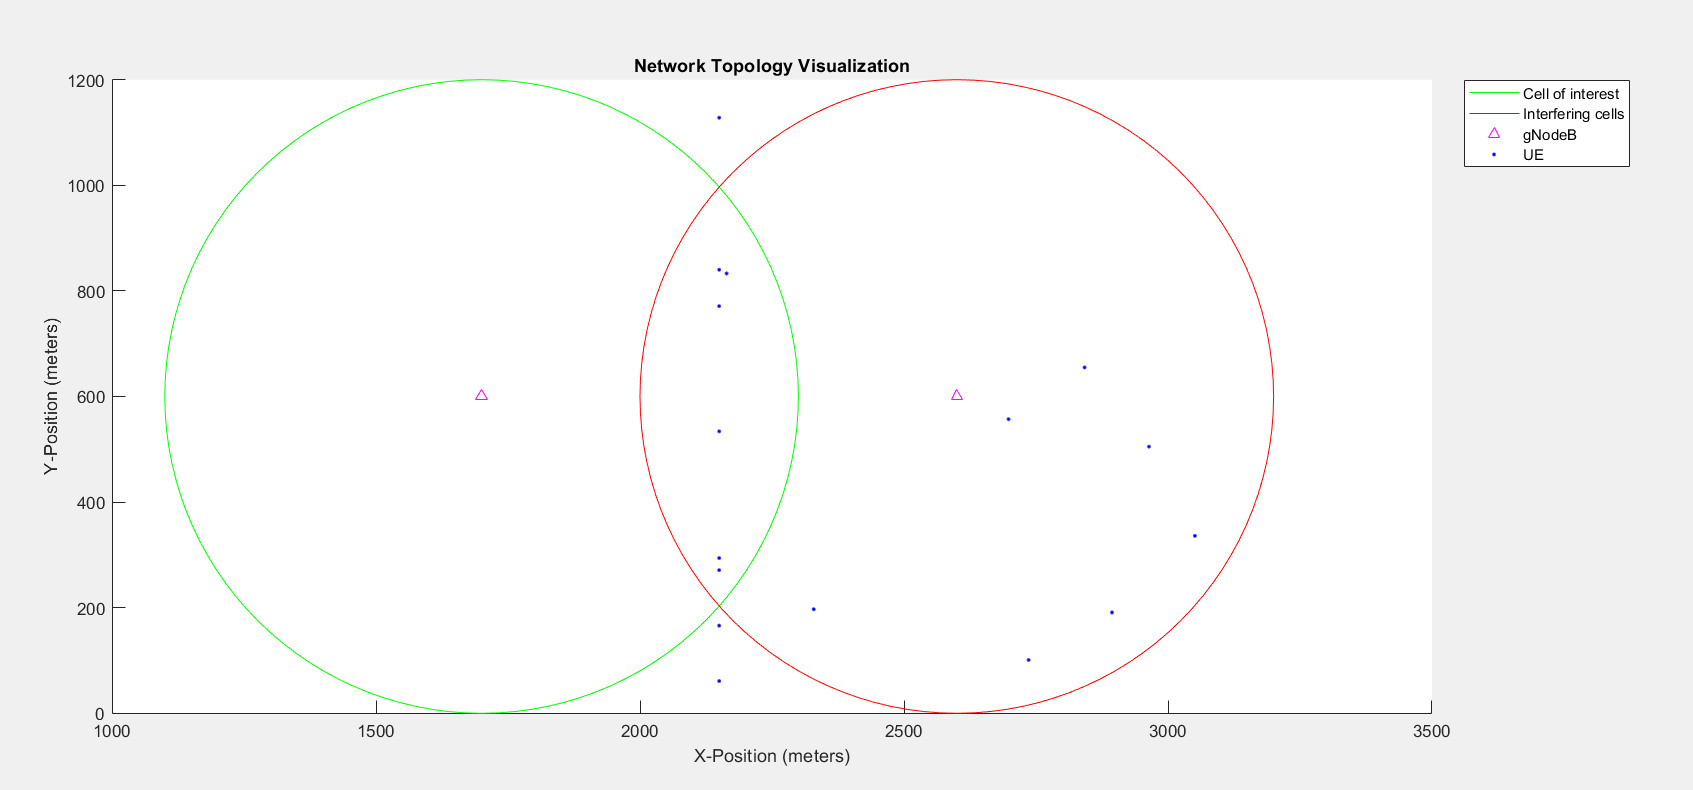 Network Topology Visualization
Cell of interest
Interfering cells
gNodeB
UE
1200
1000
800
600
400
200
0
Y-Position (meters)
1000 1500 2000 2500 3000 3500
X-Position (meters)